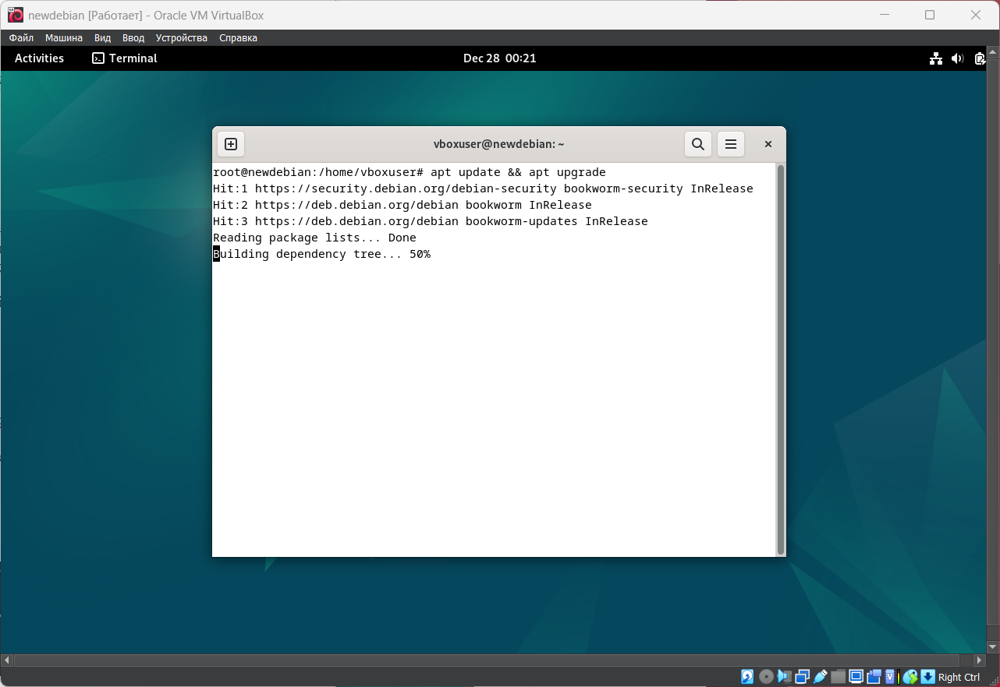 newdebian [Работает] - Oracle VM VirtualBox
Файл Машина Вид Ввод Устройства Справка
Activities Terminal Dec 28 00:21
vboxuser@newdebian: ~
root@newdebian:/home/vboxuser# apt update && apt upgrade
Hit:1 https://security.debian.org/debian-security bookworm-security InRelease
Hit:2 https://deb.debian.org/debian bookworm InRelease
Hit:3 https://deb.debian.org/debian bookworm-updates InRelease
Reading package lists... Done
Building dependency tree... 50%
Right Ctrl